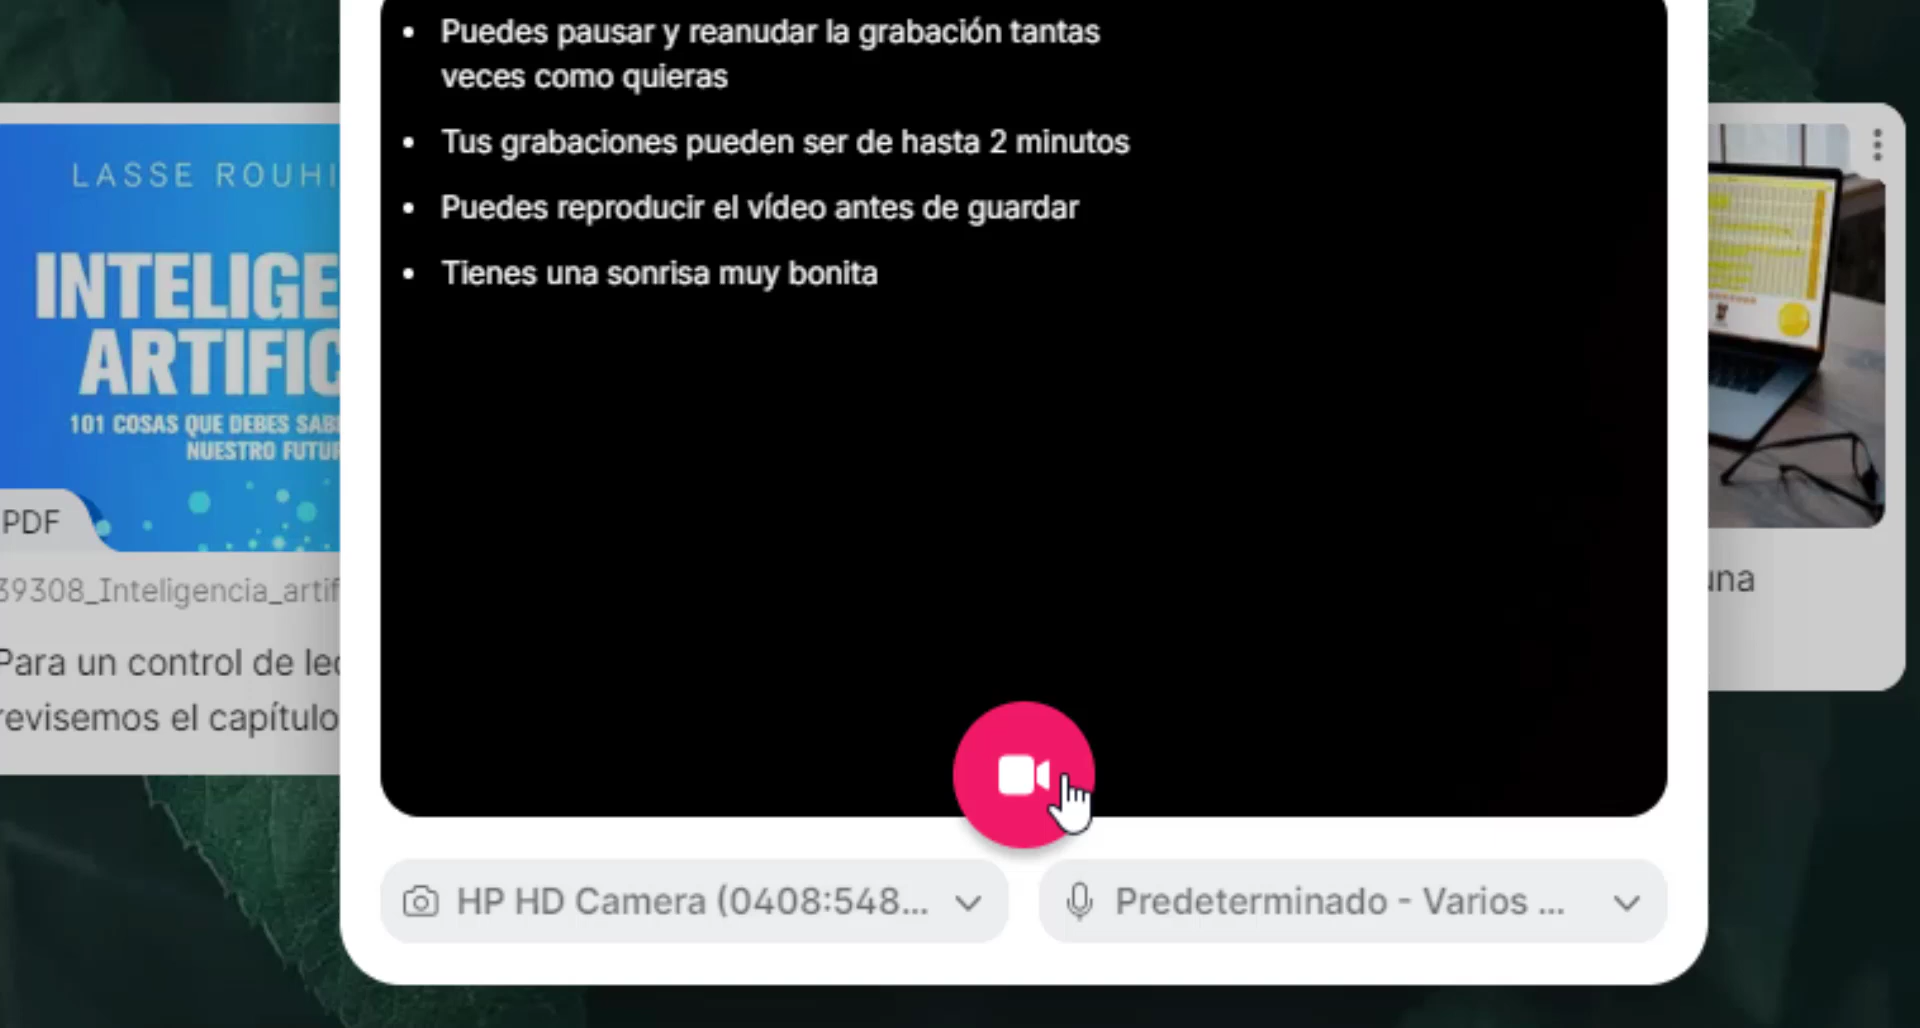 Puedes pausar y reanudar la grabación tantas
veces como quieras
Tus grabaciones pueden ser de hasta 2 minutos
Puedes reproducir el vídeo antes de guardar
Tienes una sonrisa muy bonita
LASSE ROUHI
INTELIGE
ARTIFIC
101 COSAS QUE DEBES SAB
NUESTRO FUTUR
PDF
39308_Inteligencia_artif
Para un control de lec
revisemos el capítulo
una
HP HD Camera (0408:548...
Predeterminado - Varios ...